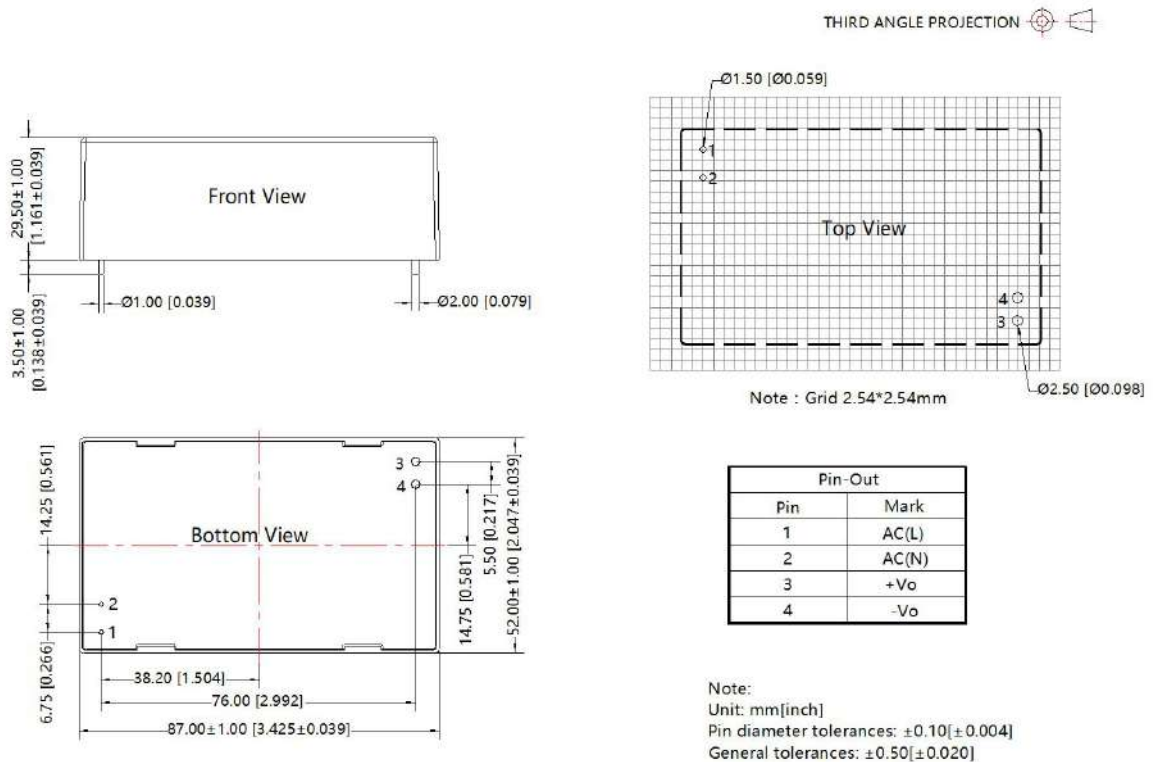 THIRD ANGLE PROJECTION
Ø1.50 [Ø0.059]
29.50±1.00
[1.161±0.039]
Front View
1
2
Top View
3.50±1.00
[0.138±0.039]
Ø1.00 [0.039]
Ø2.00 [0.079]
4
3
Ø2.50 [Ø0.098]
Note : Grid 2.54*2.54mm
14.25 [0.561]
6.75 [0.266]
Bottom View
3
4
2
1
14.75 [0.581]
5.50 [0.217]
52.00±1.00 [2.047±0.039]
38.20 [1.504]
76.00 [2.992]
87.00±1.00 [3.425±0.039]
Pin-Out
Pin Mark
1 AC(L)
2 AC(N)
3 +Vo
4 -Vo
Note:
Unit: mm[inch]
Pin diameter tolerances: ±0.10[±0.004]
General tolerances: ±0.50[±0.020]